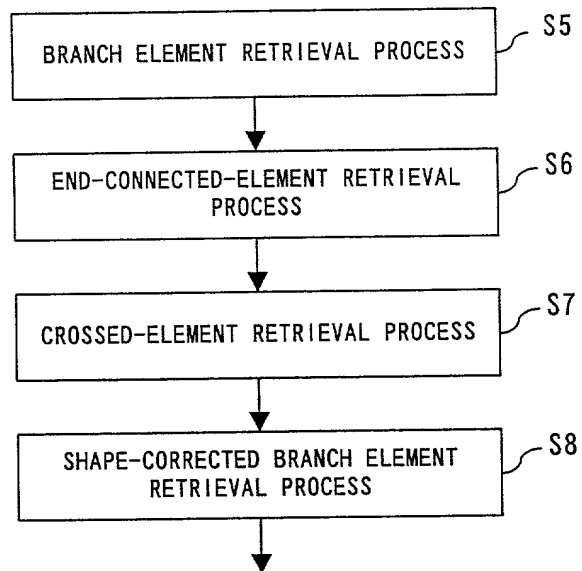 BRANCH ELEMENT RETRIEVAL PROCESS
S5
END-CONNECTED-ELEMENT RETRIEVAL
PROCESS
S6
CROSSED-ELEMENT RETRIEVAL PROCESS
S7
SHAPE-CORRECTED BRANCH ELEMENT
RETRIEVAL PROCESS
S8